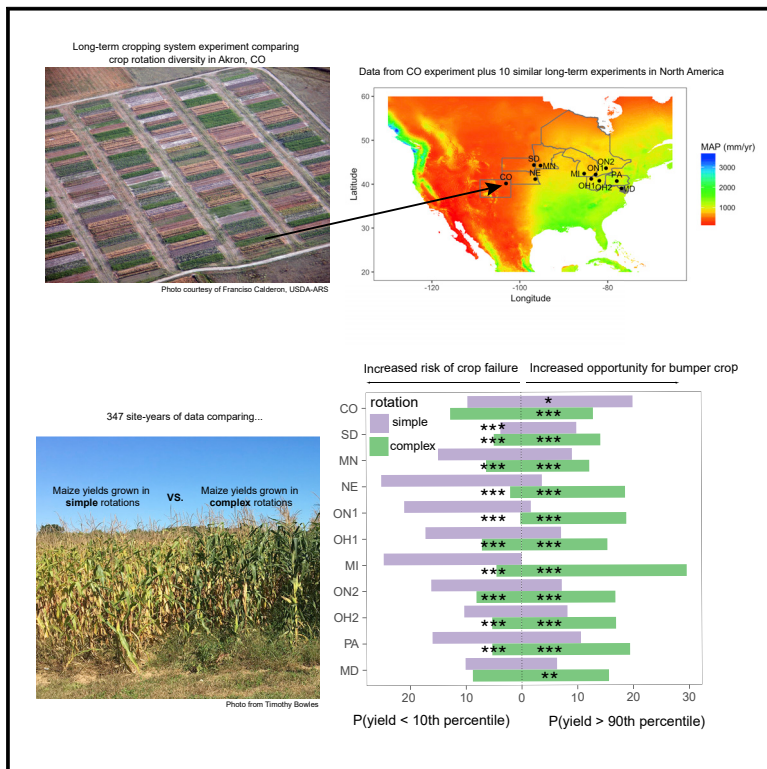 Long-term cropping system experiment comparing
crop rotation diversity in Akron, CO
Photo courtesy of Franciso Calderon, USDA-ARS
Data from CO experiment plus 10 similar long-term experiments in North America
60
50
40
30
20
Latitude
-120
-100
-80
Longitude
SD
MN
NE
CO
ON2
ON1
MI
PA
OH1
OH2
MD
MAP (mm/yr)
3000
2000
1000
347 site-years of data comparing...
Maize yields grown in
simple rotations
VS.
Maize yields grown in
complex rotations
Photo from Timothy Bowles
Increased risk of crop failure
Increased opportunity for bumper crop
rotation
simple
complex
CO
*
***
SD
***
*** ***
MN
*** ***
NE
*** ***
ON1
*** ***
OH1
*** ***
MI
*** ***
ON2
*** ***
OH2
*** ***
PA
*** ***
MD
**
20
10
0
10
20
30
P(yield < 10th percentile)
P(yield > 90th percentile)